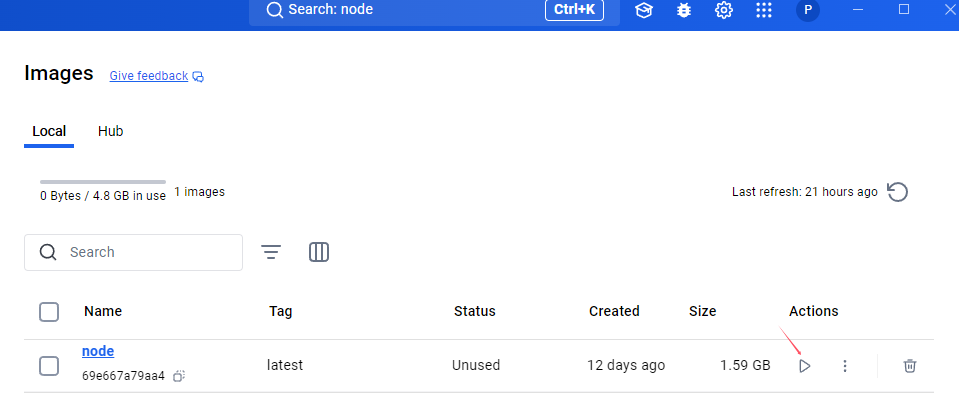 Search: node Ctrl+K P
Images Give feedback
Local Hub
0 Bytes / 4.8 GB in use 1 images Last refresh: 21 hours ago
Search
Name Tag Status Created Size Actions
node latest Unused 12 days ago 1.59 GB
69e667a79aa4